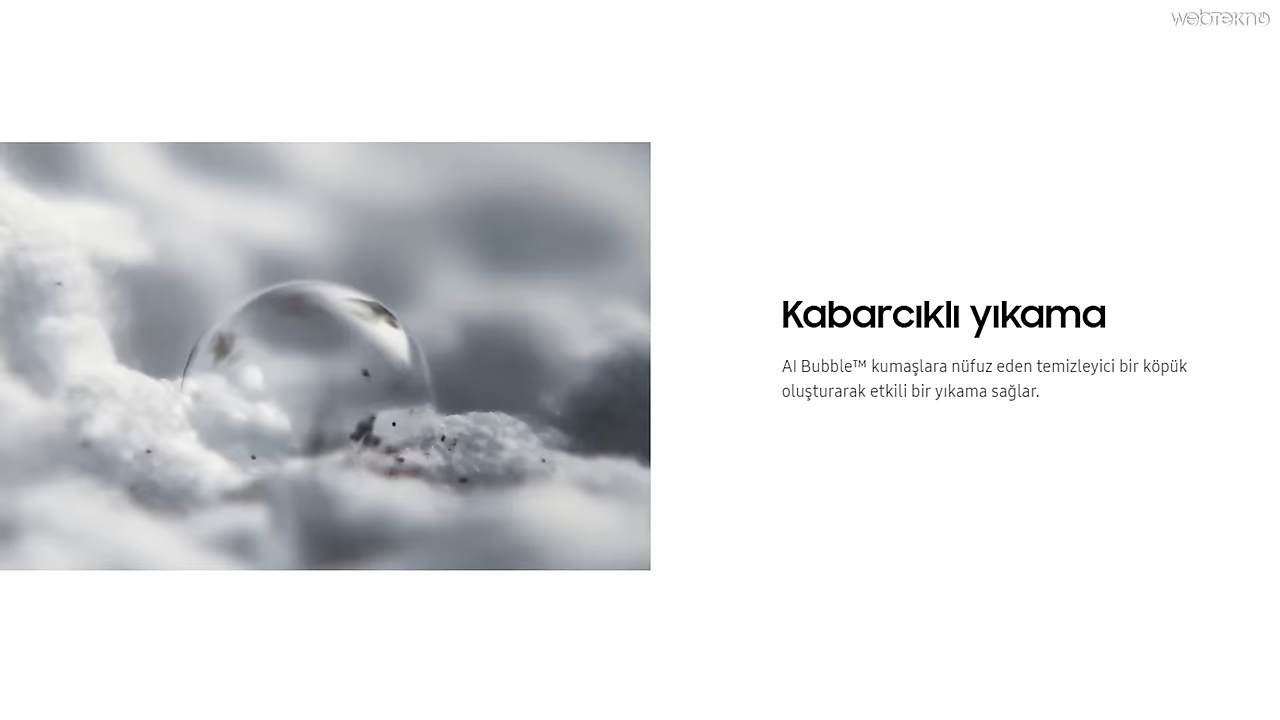 webtekno
Kabarcıklı yıkama
AI Bubble™ kumaşlara nüfuz eden temizleyici bir köpük
oluşturarak etkili bir yıkama sağlar.